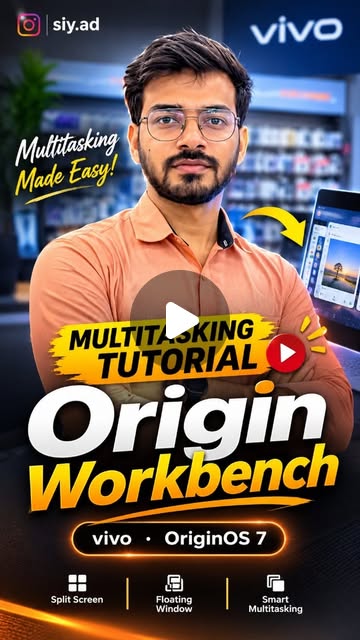 siy.ad
vivo
Multitasking
Made Easy!
MULTITASKING
TUTORIAL
Origin
Workbench
vivo · OriginOS 7
Split Screen
Floating
Window
Smart
Multitasking